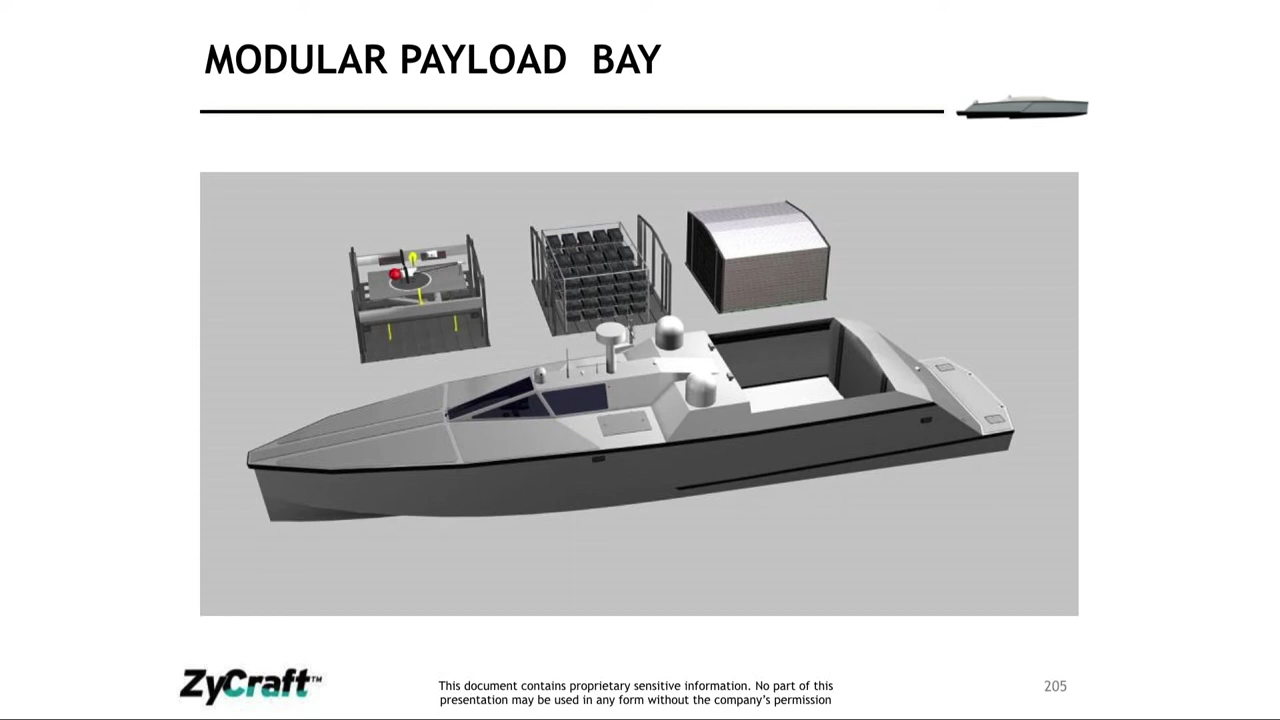 MODULAR PAYLOAD BAY
ZyCraft™
This document contains proprietary sensitive information. No part of this
presentation may be used in any form without the company's permission
205